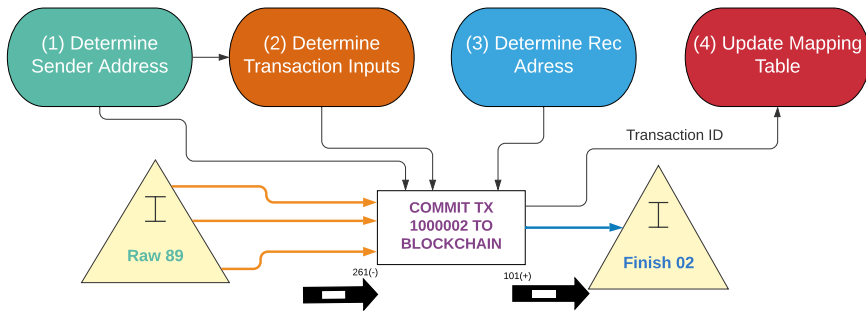 (1) Determine
Sender Address
(2) Determine
Transaction Inputs
(3) Determine Rec
Adress
(4) Update Mapping
Table
Transaction ID
COMMIT TX
1000002 TO
BLOCKCHAIN
Raw 89
Finish 02
261(-)
101(+)